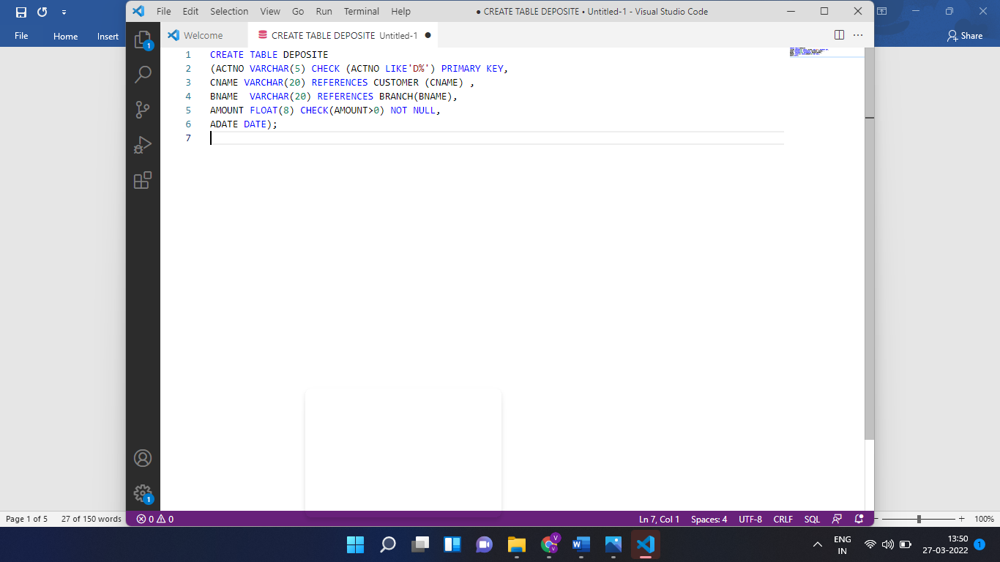 File Edit Selection View Go Run Terminal Help ● CREATE TABLE DEPOSITE • Untitled-1 - Visual Studio Code
File Home Insert Share
Welcome CREATE TABLE DEPOSITE Untitled-1 ●
1 CREATE TABLE DEPOSITE
2 (ACTNO VARCHAR(5) CHECK (ACTNO LIKE'D%') PRIMARY KEY,
3 CNAME VARCHAR(20) REFERENCES CUSTOMER (CNAME) ,
4 BNAME  VARCHAR(20) REFERENCES BRANCH(BNAME),
5 AMOUNT FLOAT(8) CHECK(AMOUNT>0) NOT NULL,
6 ADATE DATE);
7
1
1
Page 1 of 5 27 of 150 words 0 0 Ln 7, Col 1 Spaces: 4 UTF-8 CRLF SQL 100%
V
V
ENG
IN
13:50
27-03-2022
1